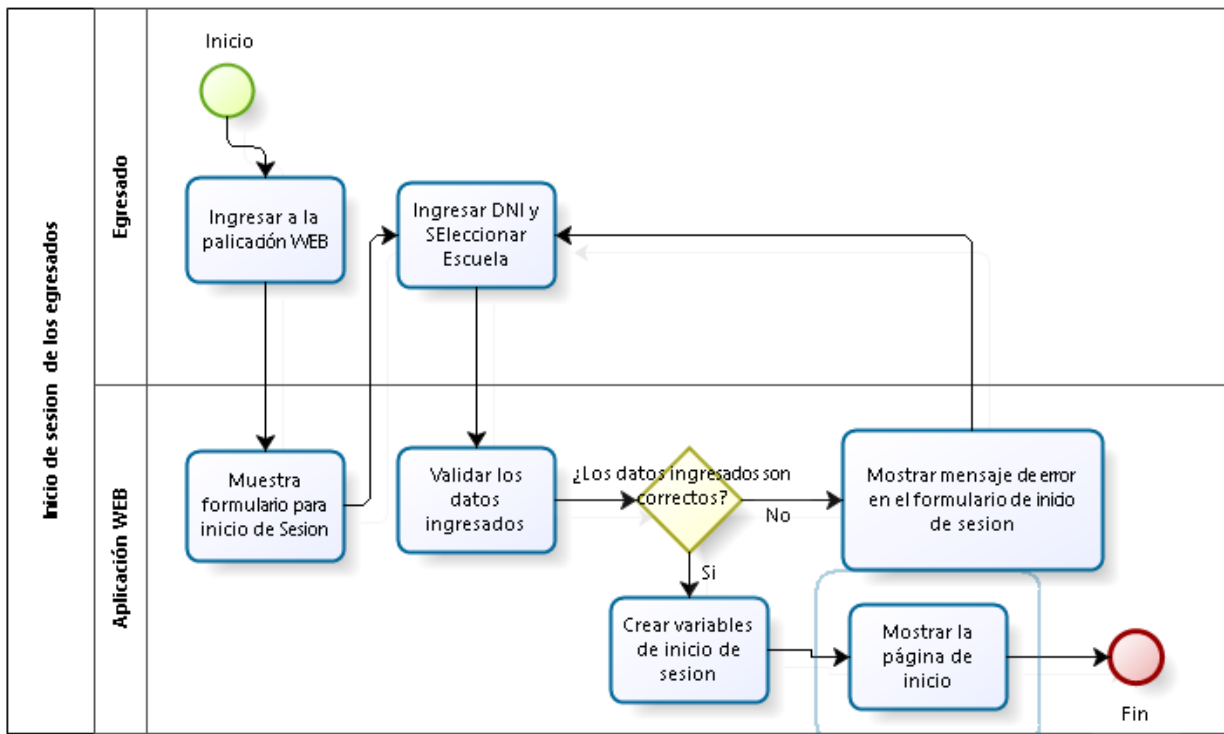 Inicio de sesion de los egresados
Egresado
Inicio
Ingresar a la
palicación WEB
Ingresar DNI y
SEleccionar
Escuela
Aplicación WEB
Muestra
formulario para
inicio de Sesion
Validar los
datos
ingresados
¿Los datos ingresados son
correctos?
No
Si
Mostrar mensaje de error
en el formulario de inicio
de sesion
Crear variables
de inicio de
sesion
Mostrar la
página de
inicio
Fin